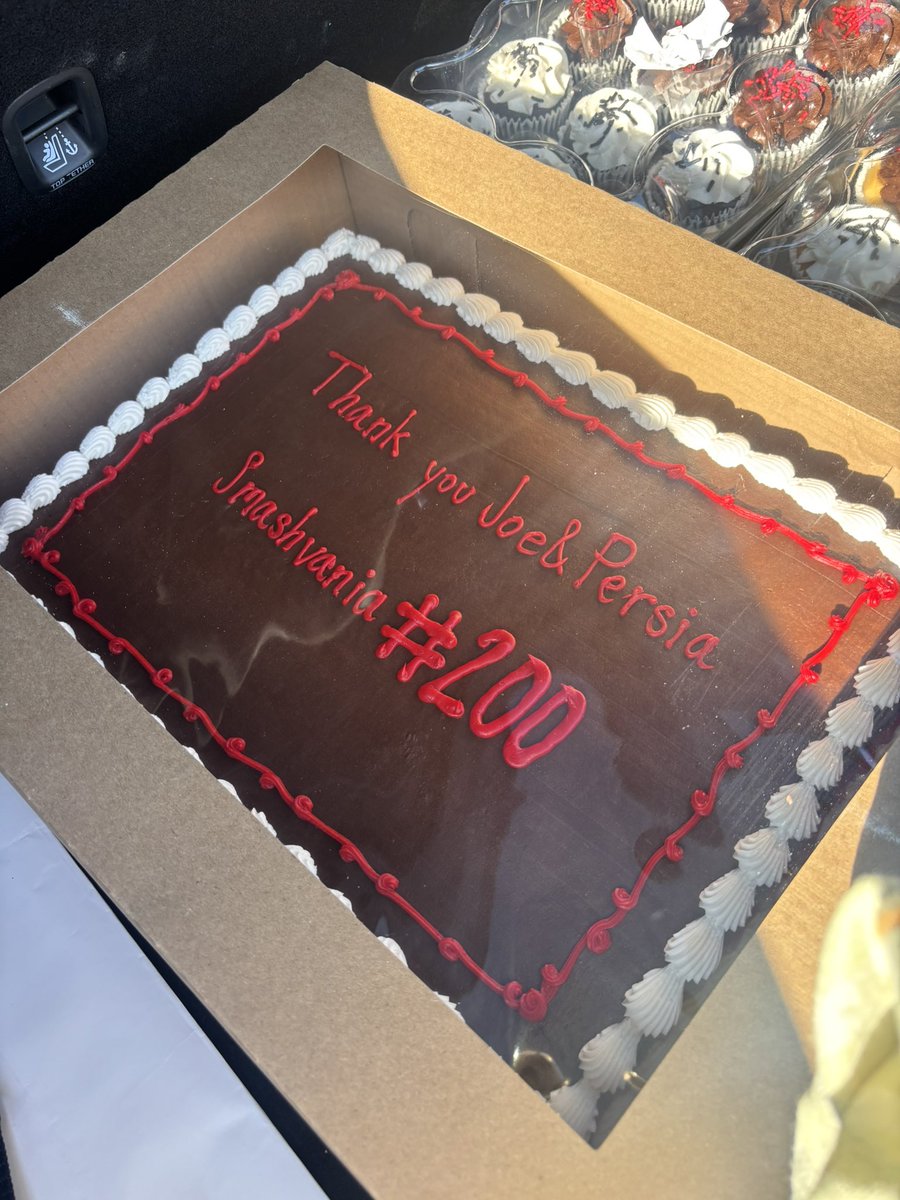 TOP TETHER
Thank you Joe&Persia
Smashvania #200